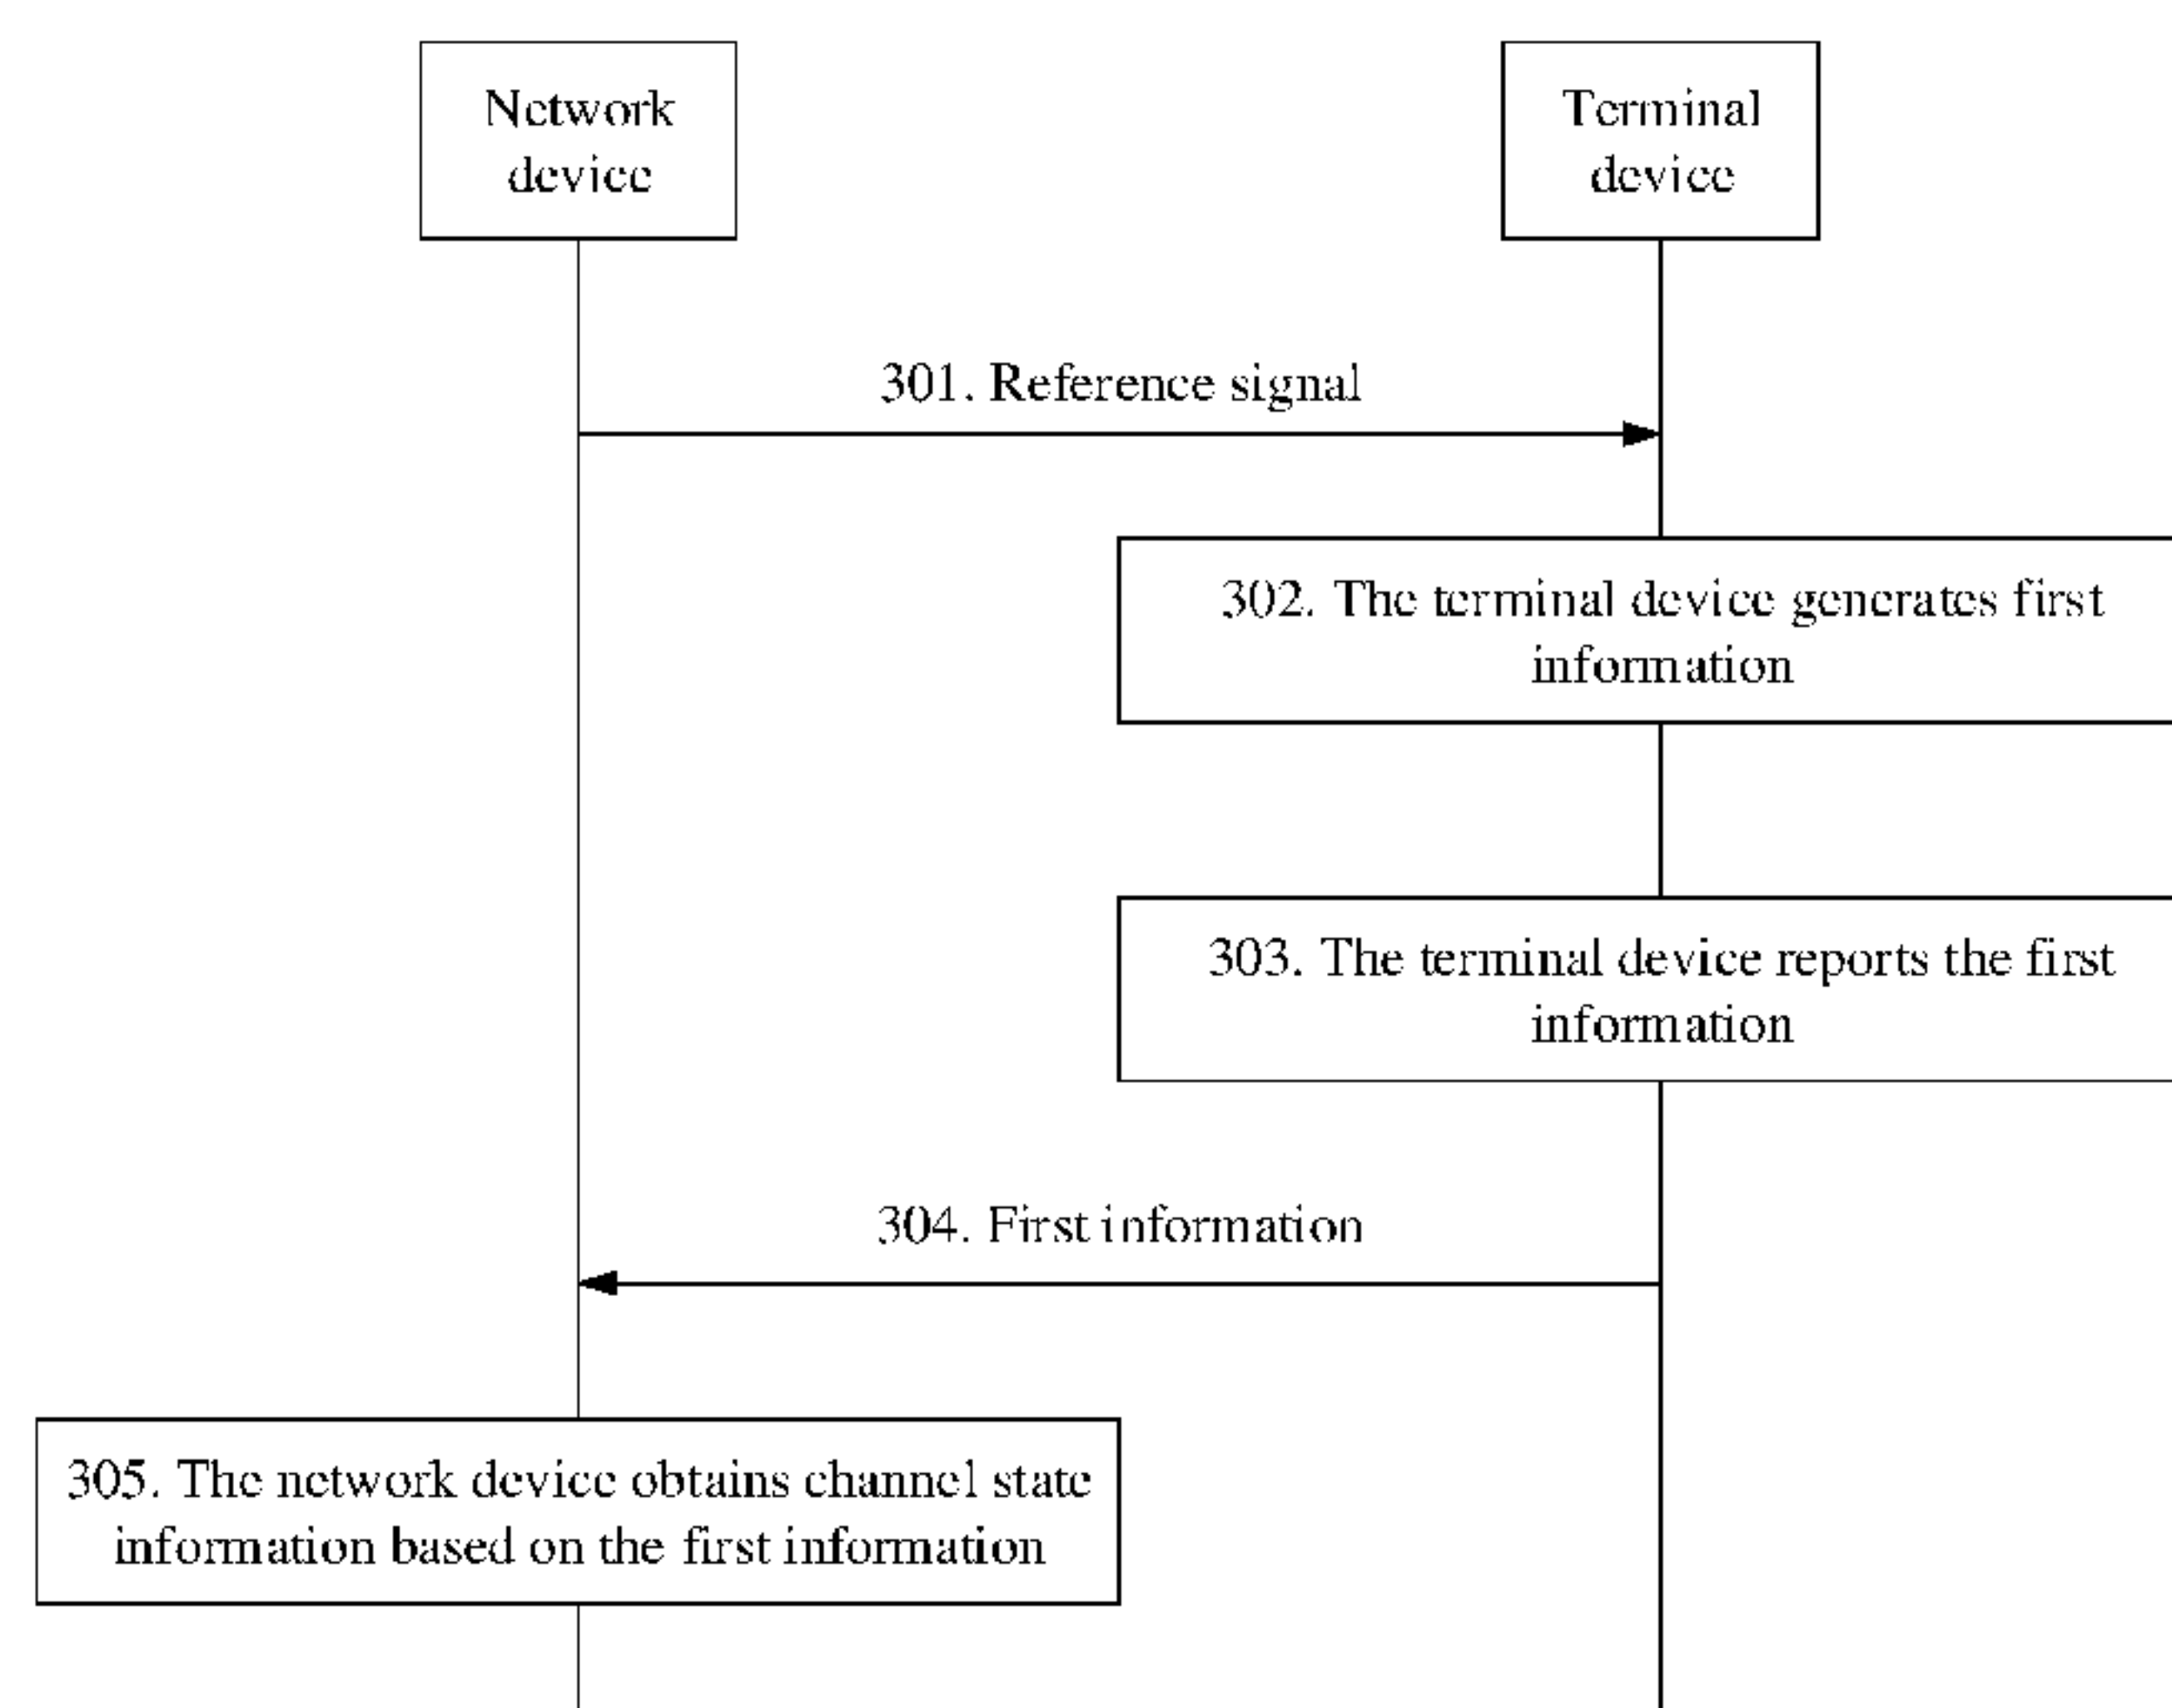 Network
device
Terminal
device
301. Reference signal
302. The terminal device generates first
information
303. The terminal device reports the first
information
304. First information
305. The network device obtains channel state
information based on the first information